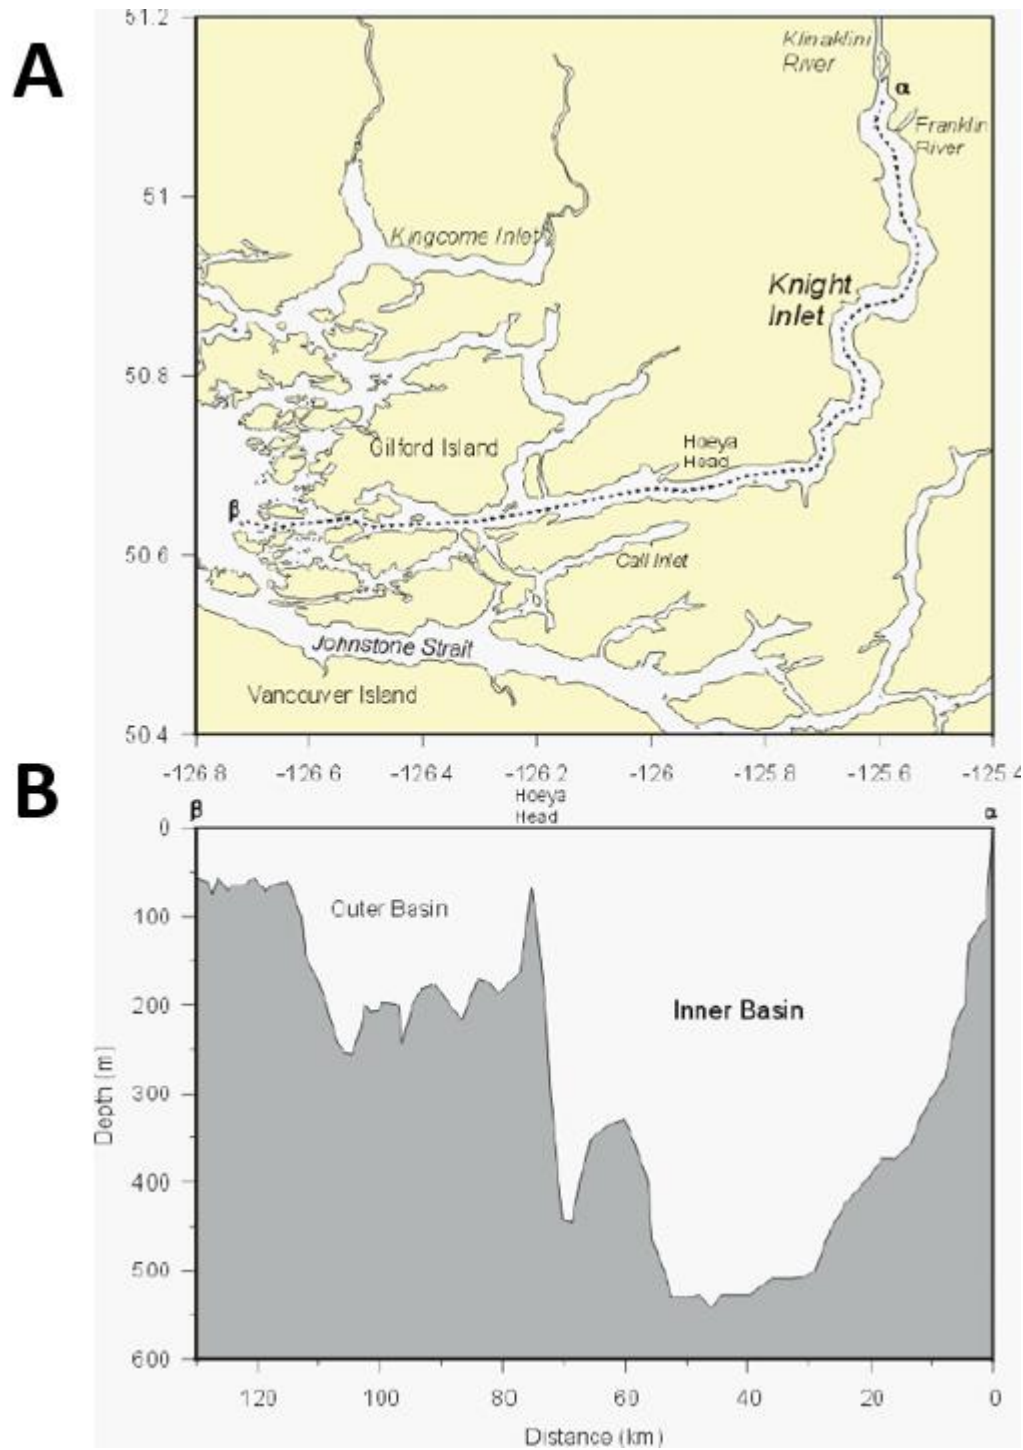 A
51.2
Klinaklini
River
α
Franklin
River
51
Kingcome Inlet
Knight
Inlet
50.8
Hoeya
Head
Gilford Island
β
50.6
Call Inlet
Johnstone Strait
Vancouver Island
50.4
-126.8
-126.6
-126.4
-126.2
-126
-125.8
-125.6
-125.4
B
Hoeya
Head
β
α
0
Outer Basin
100
200
Inner Basin
300
400
500
600
Depth (m)
120
100
80
60
40
20
0
Distance (km)